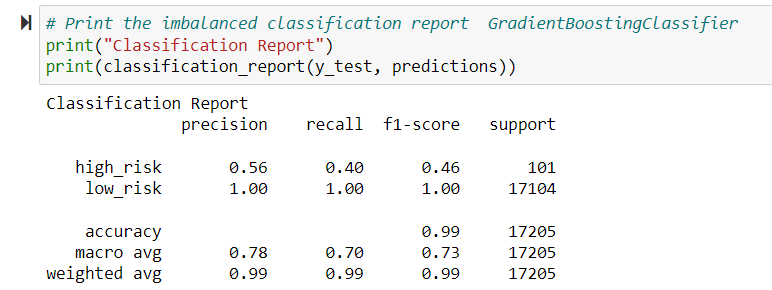 # Print the imbalanced classification report  GradientBoostingClassifier
print("Classification Report")
print(classification_report(y_test, predictions))
Classification Report
precision recall f1-score support
high_risk 0.56 0.40 0.46 101
low_risk 1.00 1.00 1.00 17104
accuracy 0.99 17205
macro avg 0.78 0.70 0.73 17205
weighted avg 0.99 0.99 0.99 17205